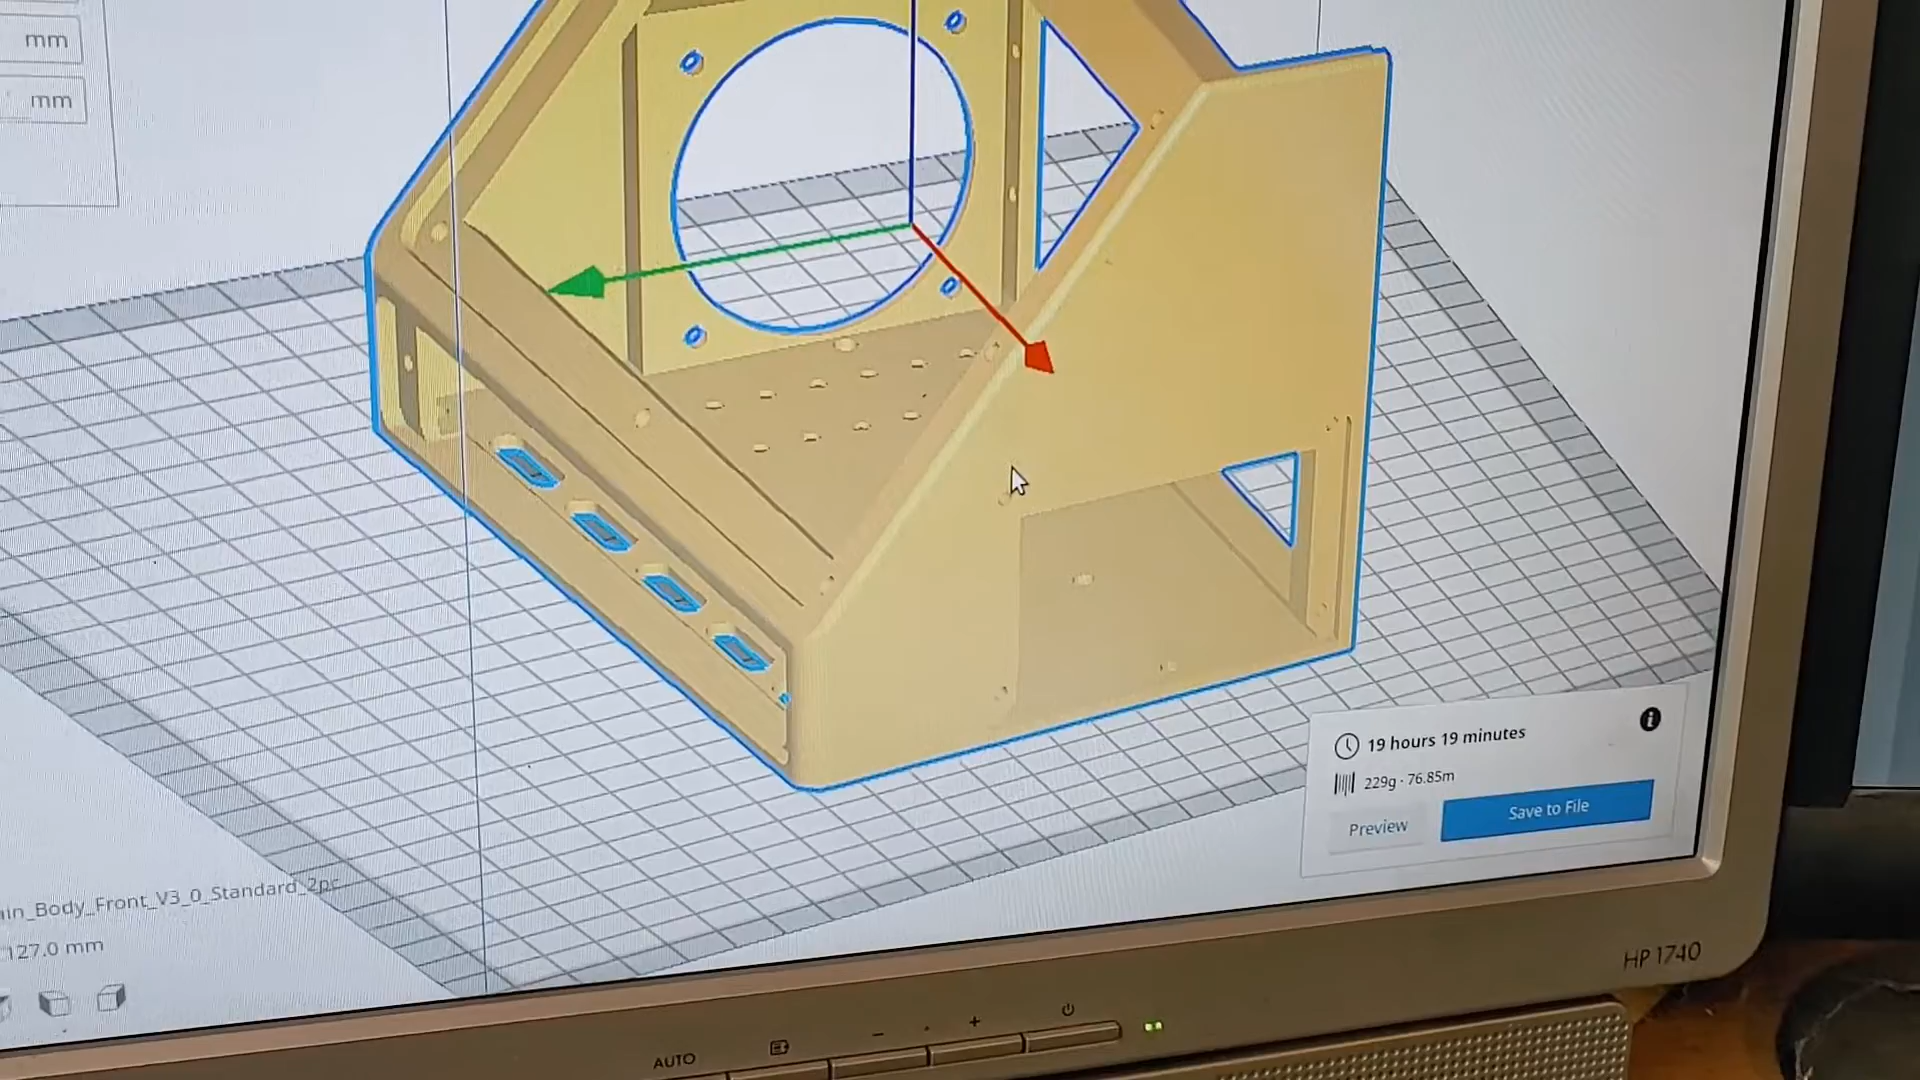 mm
mm
19 hours 19 minutes
229g · 76.85m
Preview
Save to File
ain_Body_Front_V3_0_Standard_2pc
127.0 mm
HP 1740
AUTO
- +